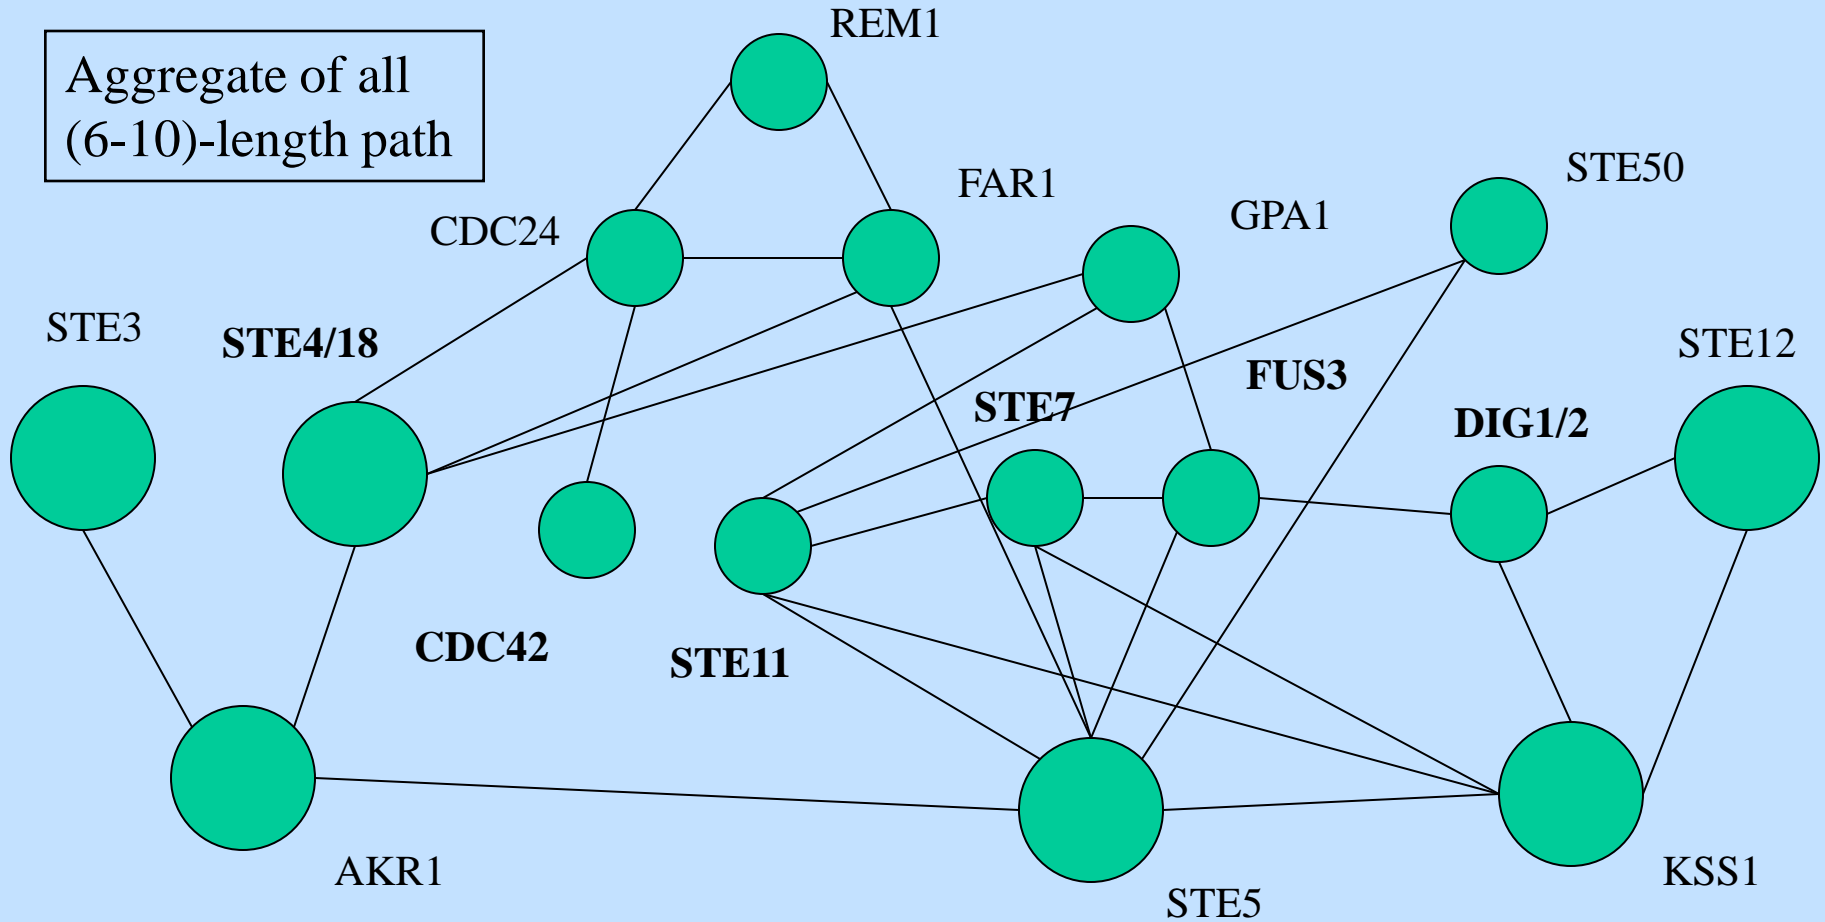 REM1
Aggregate of all
(6-10)-length path
STE50
FAR1
GPA1
CDC24
STE3
STE4/18
STE12
FUS3
STE7
DIG1/2
CDC42
STE11
AKR1
KSS1
STE5